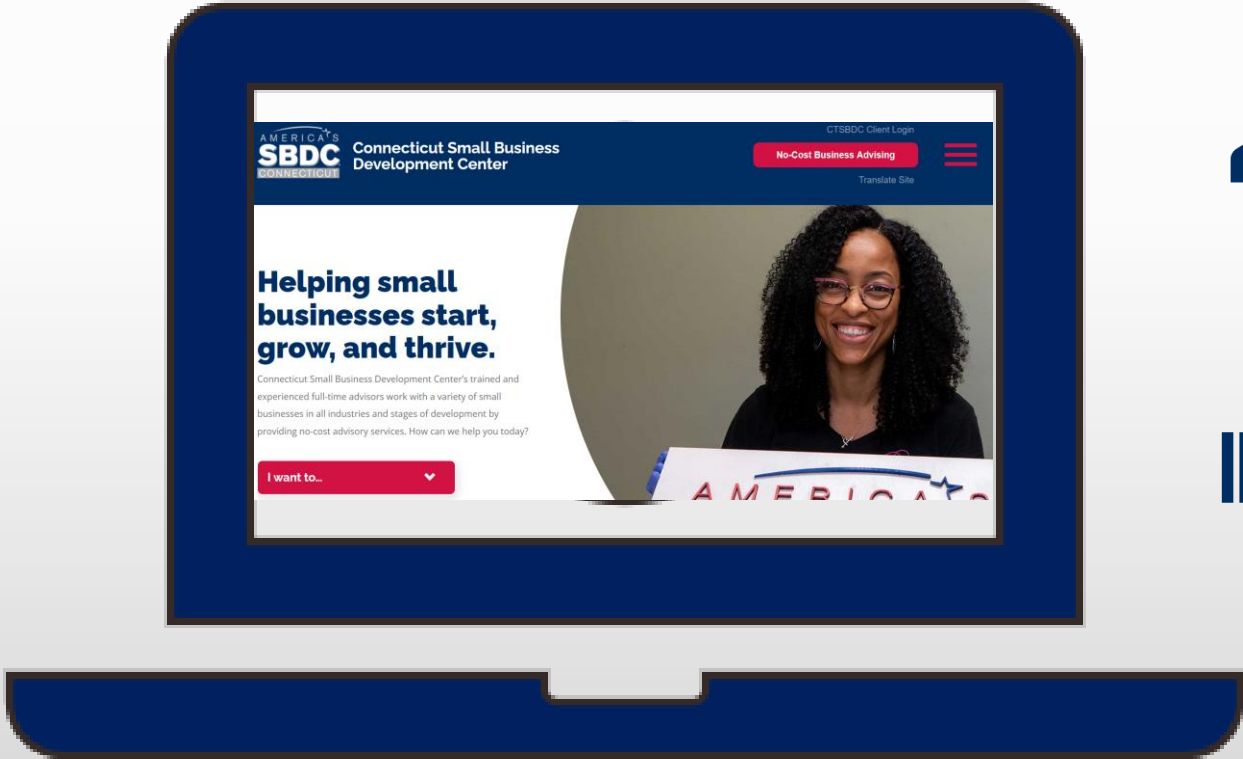 AMERICA'S
SBDC
CONNECTICUT
Connecticut Small Business
Development Center
CTSBDC Client Login
No-Cost Business Advising
Translate Site
Helping small
businesses start,
grow, and thrive.
Connecticut Small Business Development Center's trained and
experienced full-time advisors work with a variety of small
businesses in all industries and stages of development by
providing no-cost advisory services. How can we help you today?
I want to...
AMERICA'S